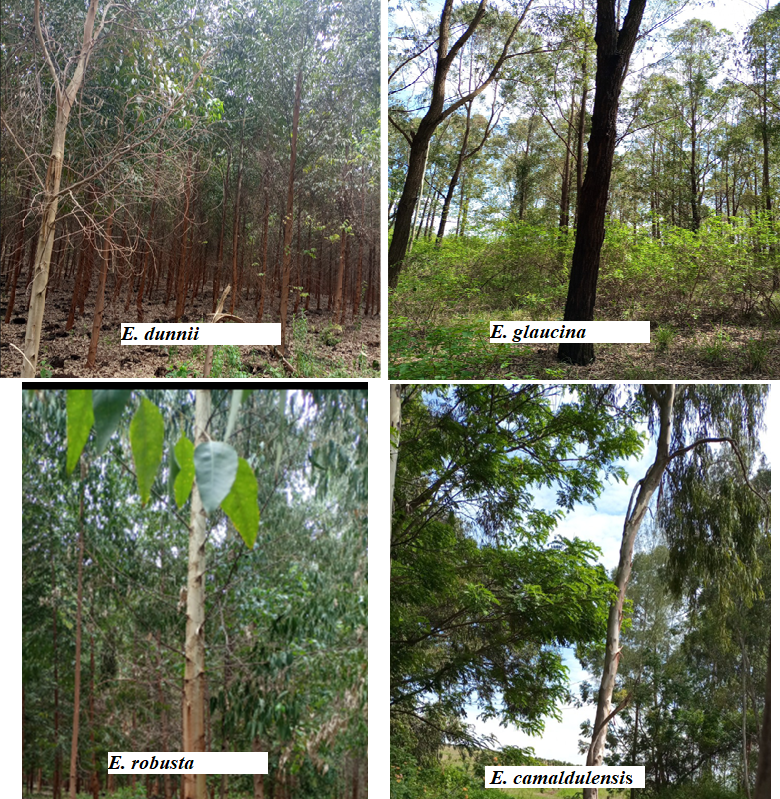 E. dunnii
E. glaucina
E. robusta
E. camaldulensis